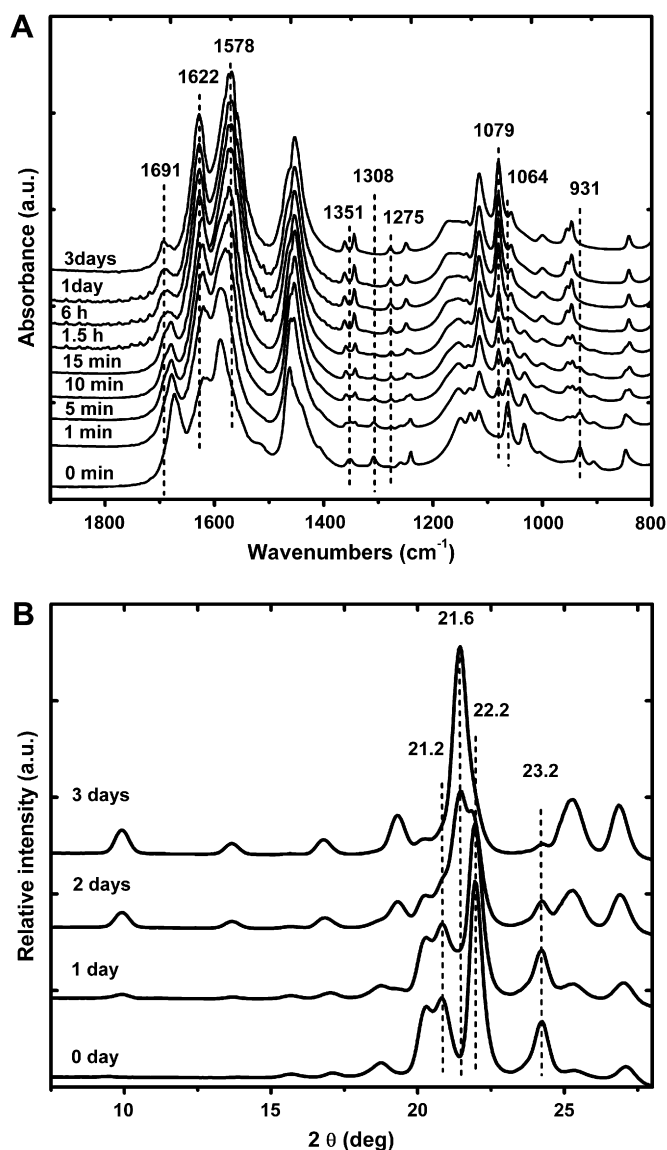 A
1578
1622
1691
1079
1308
1064
1351
1275
931
3days
1day
6 h
1.5 h
15 min
10 min
5 min
1 min
0 min
Absorbance (a.u.)
1800 1600 1400 1200 1000 800
Wavenumbers (cm⁻¹)
B
21.6
22.2
21.2
23.2
3 days
2 days
1 day
0 day
Relative intensity (a.u.)
10 15 20 25
2 θ (deg)